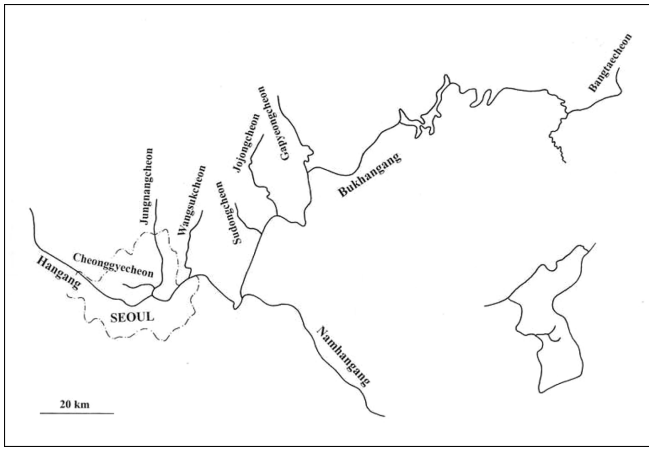 Bangtaecheon
Gapyeongcheon
Jojongcheon
Bukhangang
Jungnangcheon
Wangsukcheon
Sudongcheon
Cheonggyecheon
Hangang
SEOUL
Namhangang
20 km